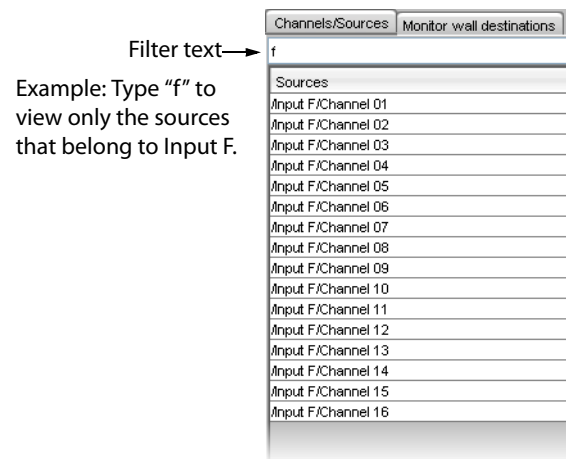 Channels/Sources Monitor wall destinations
Filter text
f
Example: Type “f” to
view only the sources
that belong to Input F.
Sources
/Input F/Channel 01
/Input F/Channel 02
/Input F/Channel 03
/Input F/Channel 04
/Input F/Channel 05
/Input F/Channel 06
/Input F/Channel 07
/Input F/Channel 08
/Input F/Channel 09
/Input F/Channel 10
/Input F/Channel 11
/Input F/Channel 12
/Input F/Channel 13
/Input F/Channel 14
/Input F/Channel 15
/Input F/Channel 16